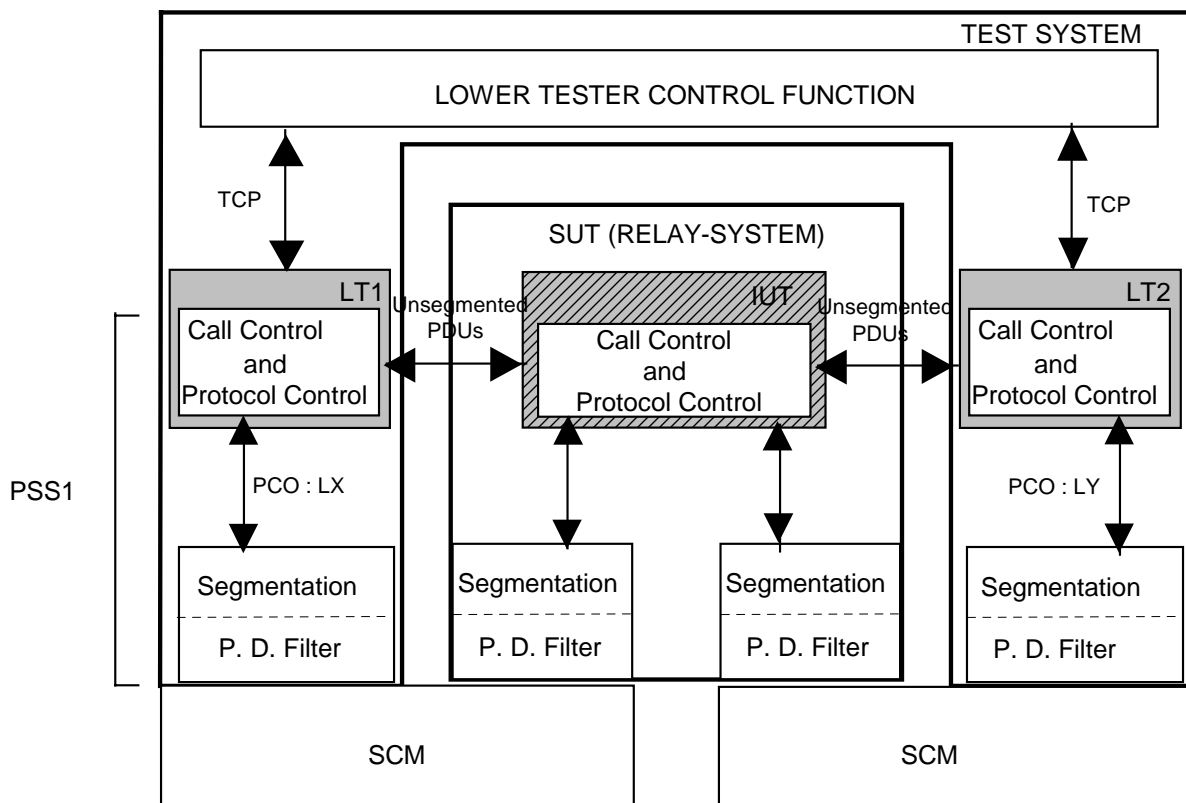 TEST SYSTEM
LOWER TESTER CONTROL FUNCTION
TCP
TCP
SUT (RELAY-SYSTEM)
LT1
Unsegmented
PDUs
IUT
Unsegmented
PDUs
LT2
Call Control
and
Protocol Control
Call Control
and
Protocol Control
Call Control
and
Protocol Control
PSS1
PCO : LX
PCO : LY
Segmentation
P. D. Filter
Segmentation
P. D. Filter
Segmentation
P. D. Filter
Segmentation
P. D. Filter
SCM
SCM